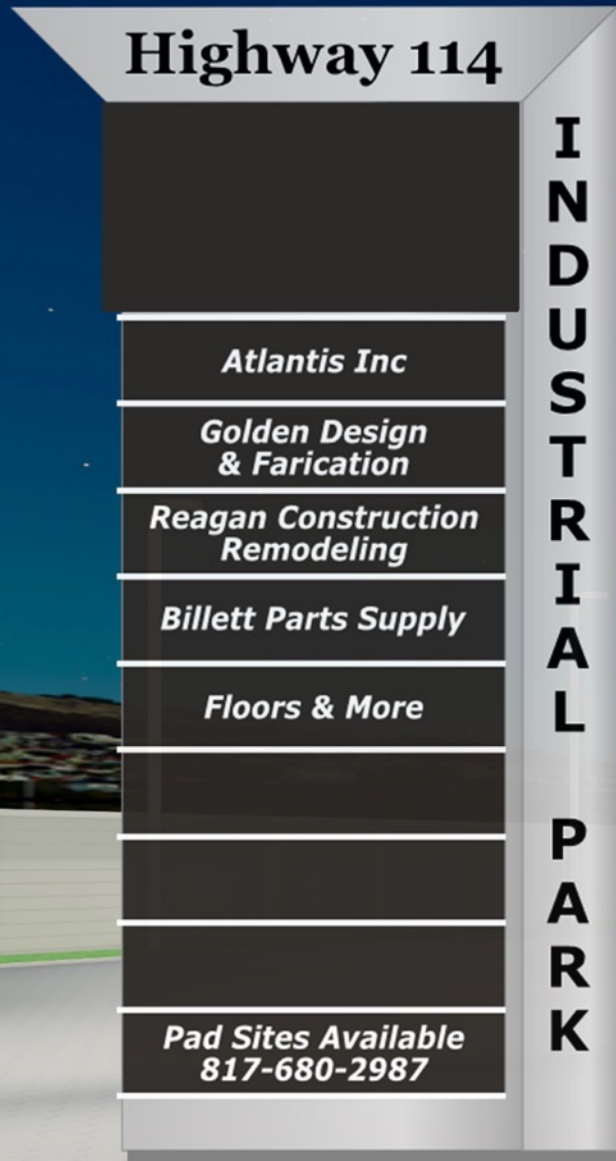 Highway 114
INDUSTRIAL PARK
Atlantis Inc
Golden Design
& Farication
Reagan Construction
Remodeling
Billett Parts Supply
Floors & More
Pad Sites Available
817-680-2987